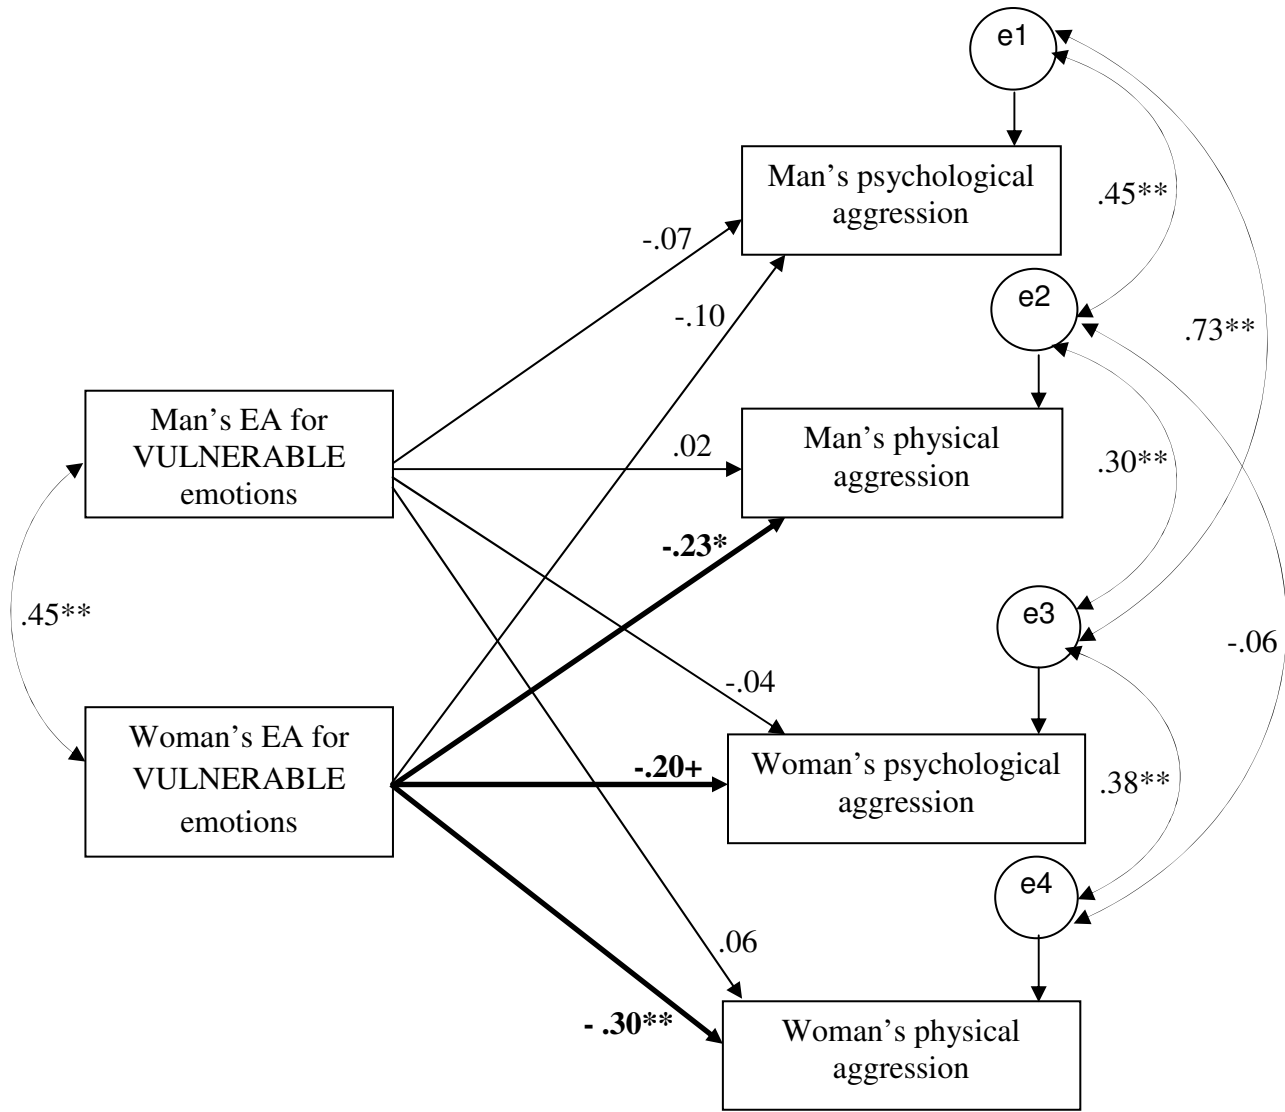 e1
Man's psychological
aggression
.45**
-.07
e2
-.10
.73**
Man's EA for
VULNERABLE
emotions
.02
Man's physical
aggression
.30**
-.23*
e3
.45**
-.06
-.04
Woman's EA for
VULNERABLE
emotions
-.20+
Woman's psychological
aggression
.38**
e4
.06
- .30**
Woman's physical
aggression